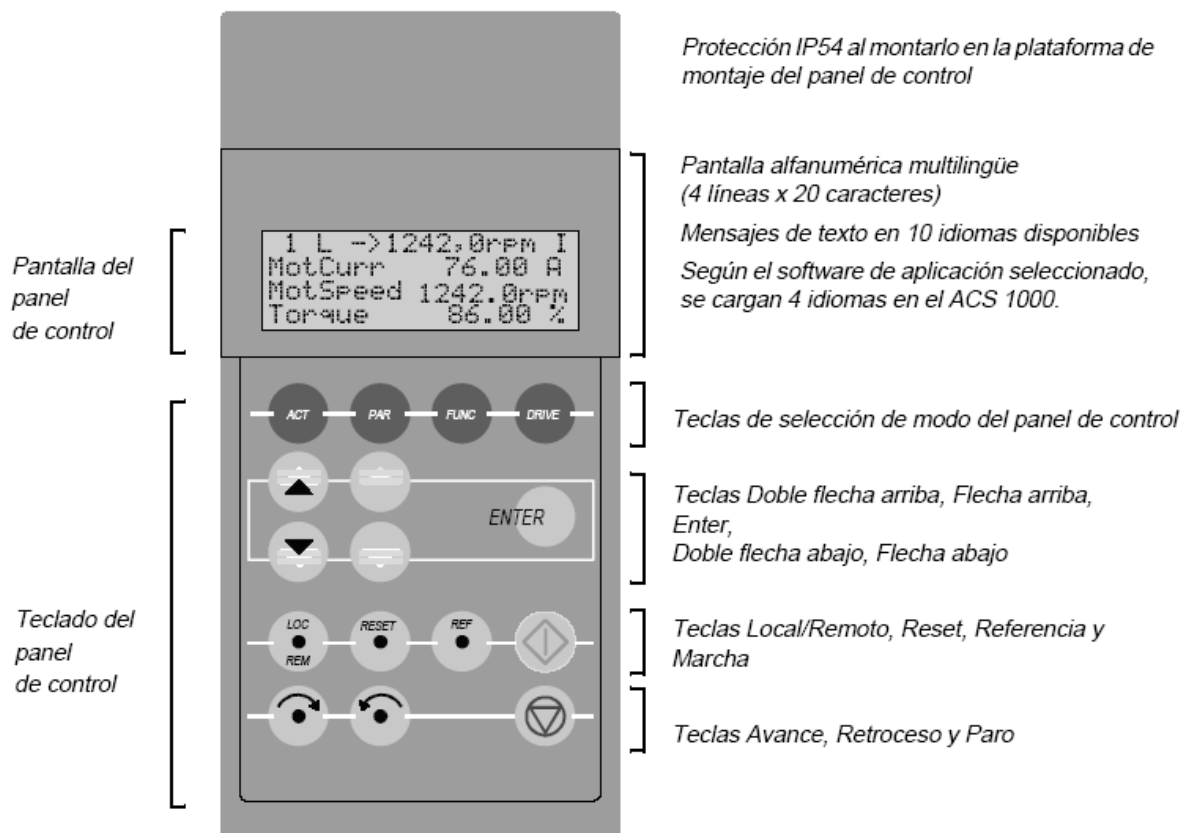 Protección IP54 al montarlo en la plataforma de
montaje del panel de control
Pantalla alfanumérica multilingüe
(4 líneas x 20 caracteres)
Mensajes de texto en 10 idiomas disponibles
Según el software de aplicación seleccionado,
se cargan 4 idiomas en el ACS 1000.
Pantalla del
panel
de control
1 L ->1242,0rpm I
MotCurr 76.00 A
MotSpeed 1242.0rpm
Torque 86.00 %
ACT PAR FUNC DRIVE
Teclas de selección de modo del panel de control
ENTER
Teclas Doble flecha arriba, Flecha arriba,
Enter,
Doble flecha abajo, Flecha abajo
Teclado del
panel
de control
LOC RESET REF
REM
Teclas Local/Remoto, Reset, Referencia y
Marcha
Teclas Avance, Retroceso y Paro